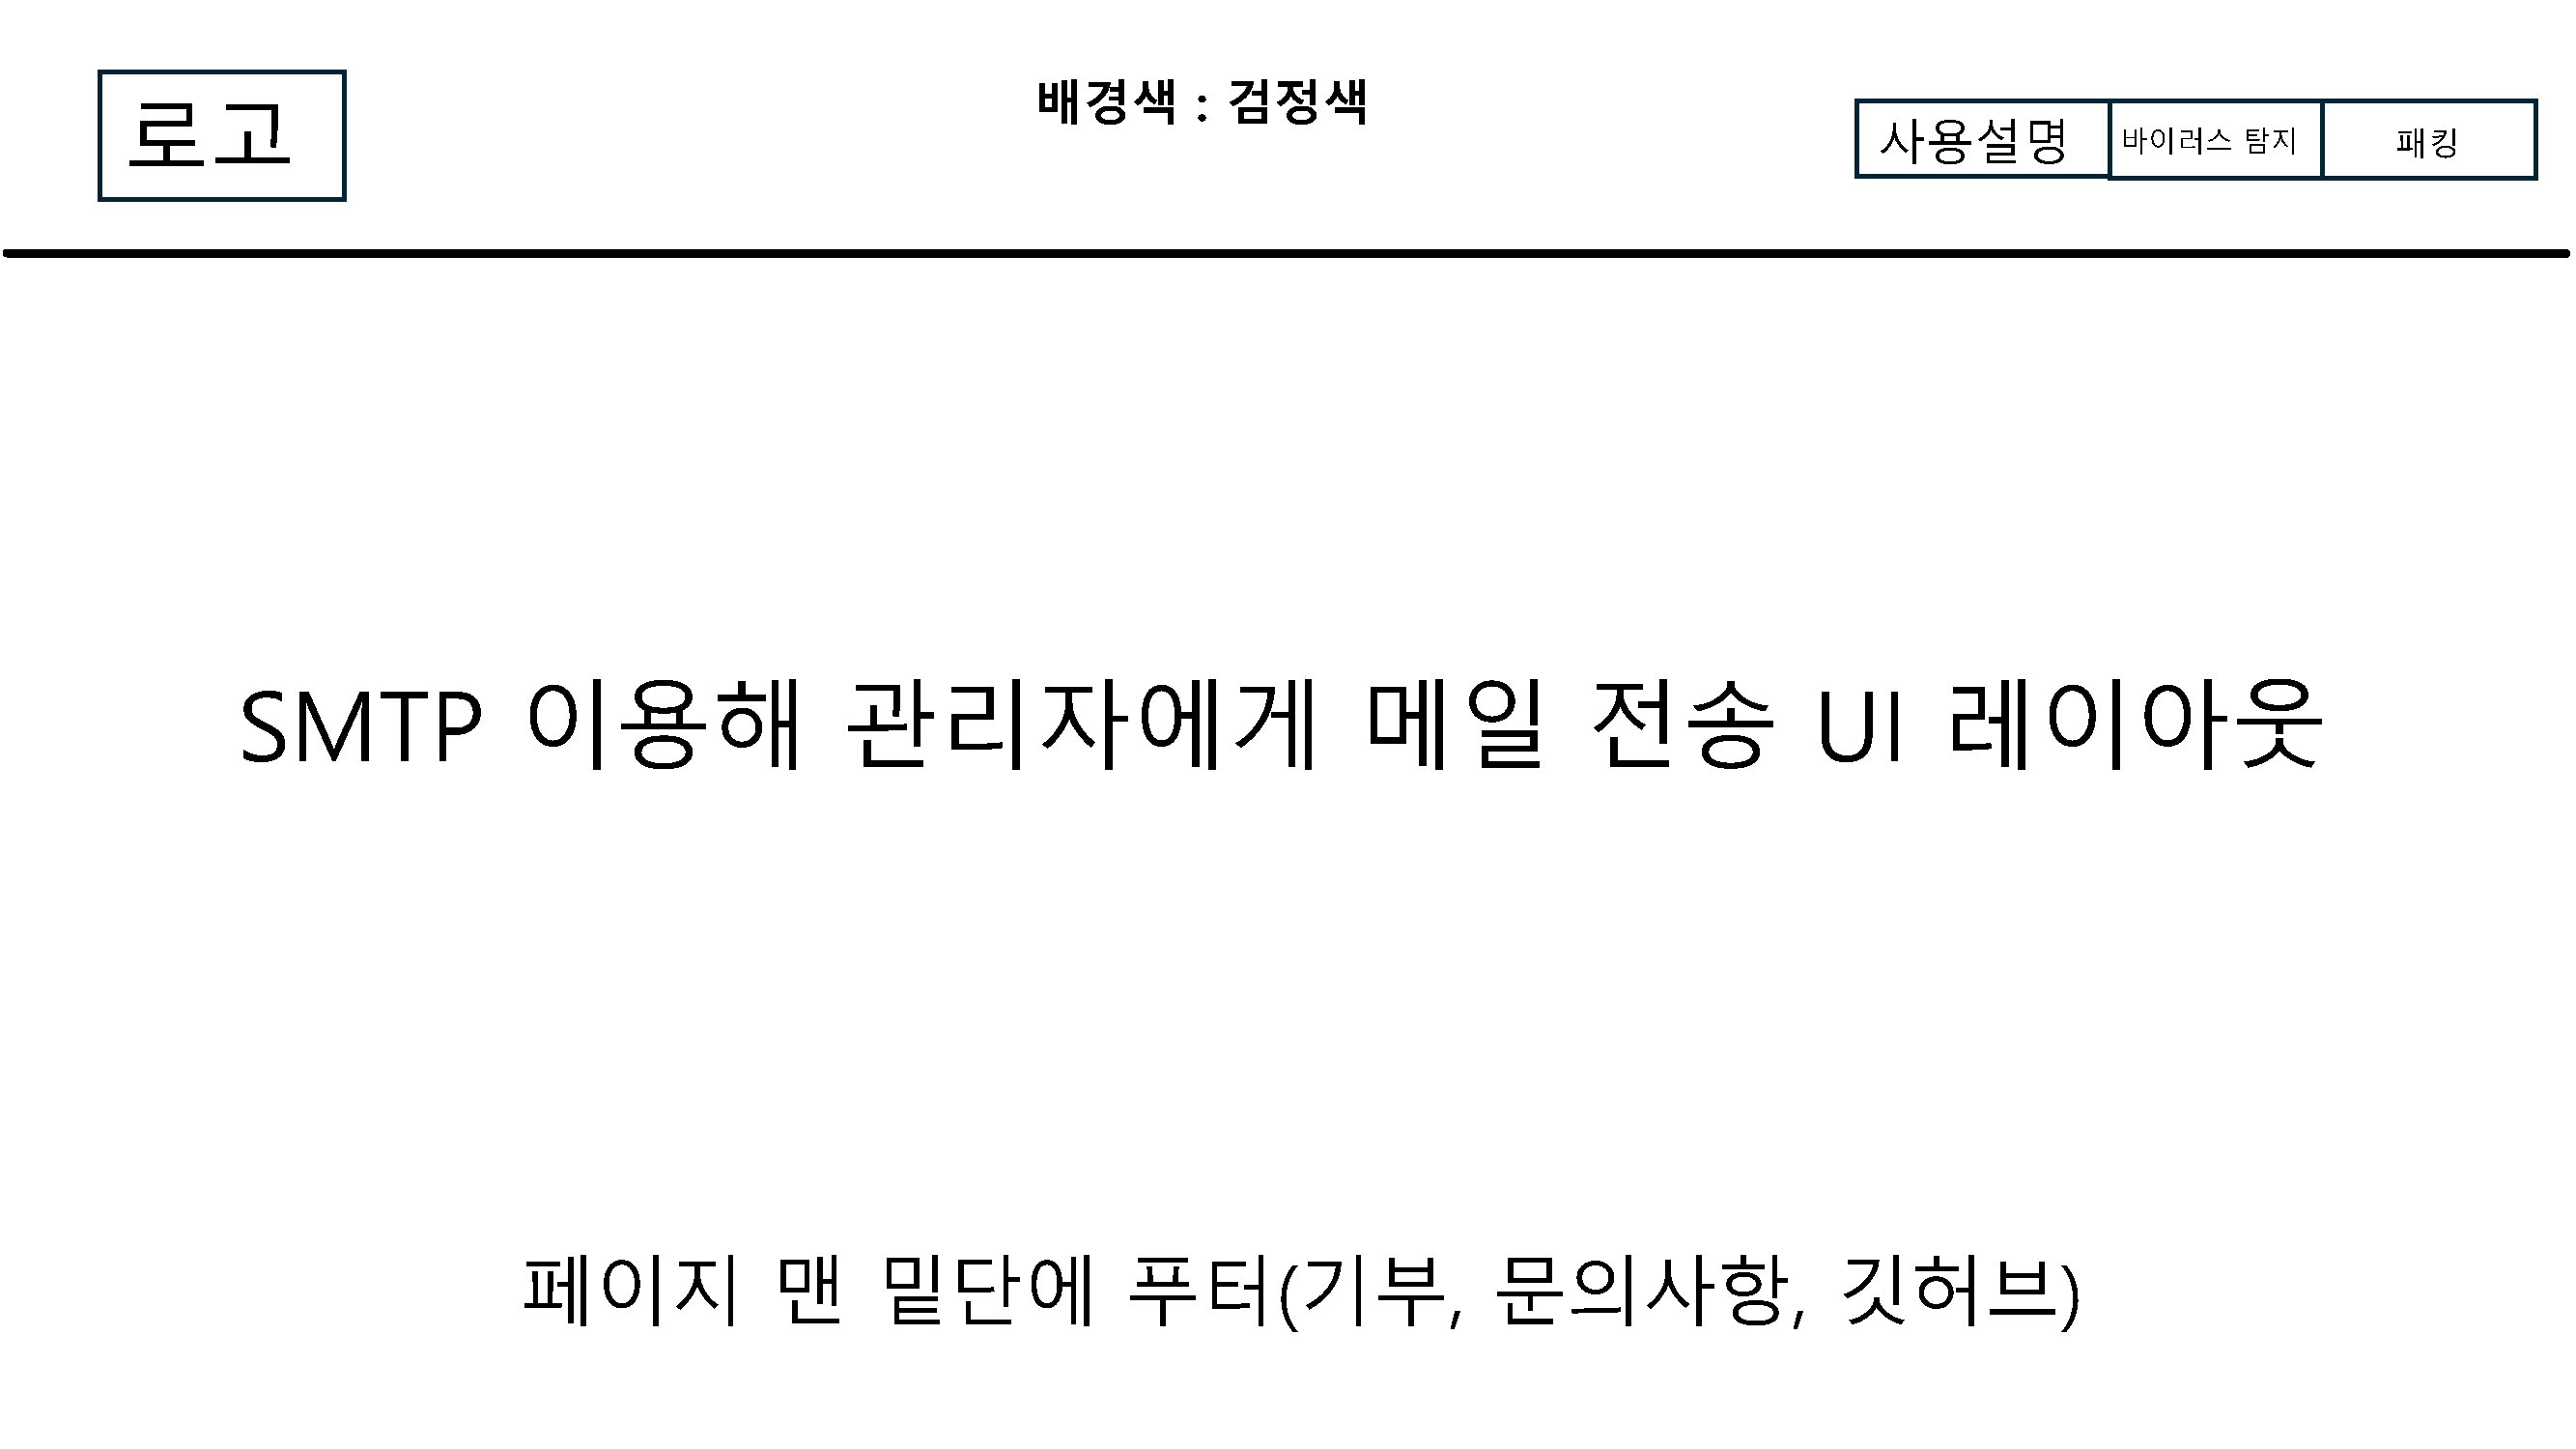 로고
배경색 : 검정색
사용설명
바이러스 탐지
패킹
SMTP 이용해 관리자에게 메일 전송 UI 레이아웃
페이지 맨 밑단에 푸터(기부, 문의사항, 깃허브)